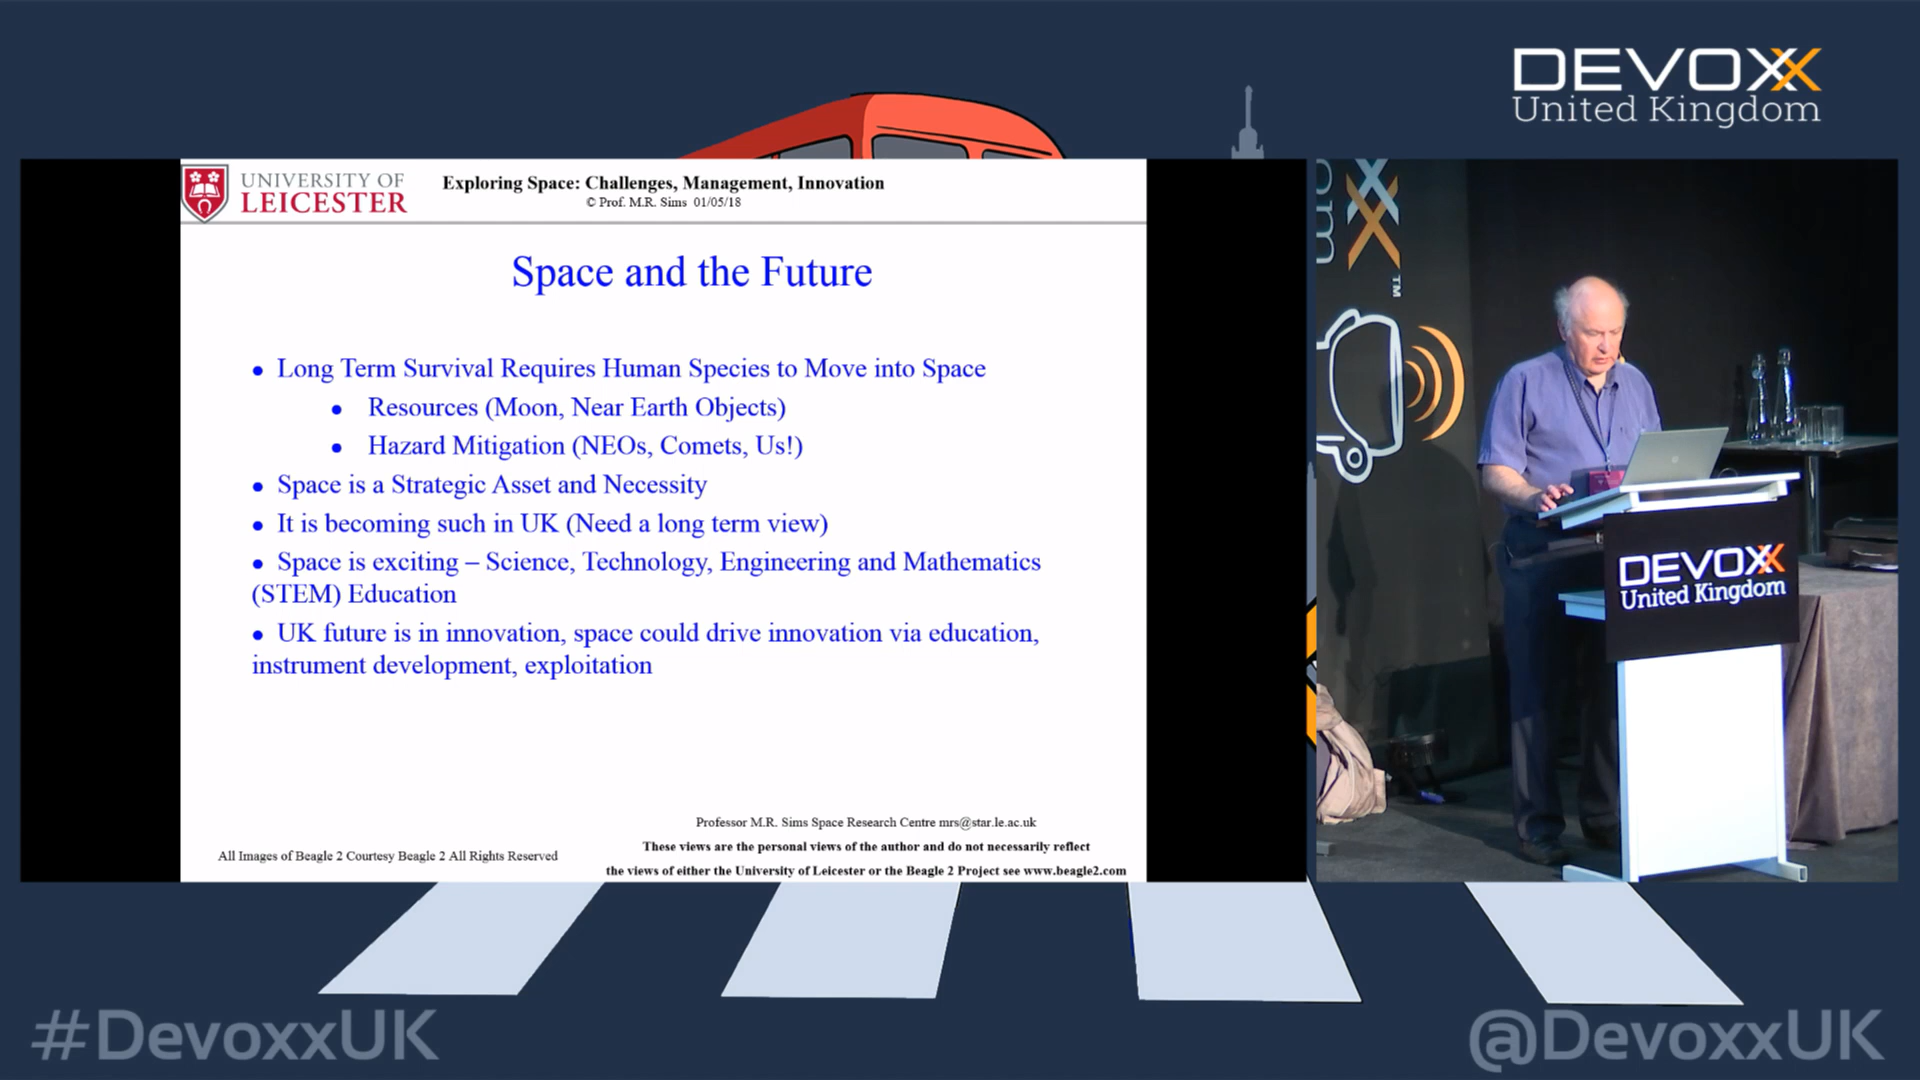 DEVOXX
United Kingdom
UNIVERSITY OF
LEICESTER
Exploring Space: Challenges, Management, Innovation
© Prof. M.R. Sims 01/05/18
Space and the Future
• Long Term Survival Requires Human Species to Move into Space
• Resources (Moon, Near Earth Objects)
• Hazard Mitigation (NEOs, Comets, Us!)
• Space is a Strategic Asset and Necessity
• It is becoming such in UK (Need a long term view)
• Space is exciting – Science, Technology, Engineering and Mathematics
(STEM) Education
• UK future is in innovation, space could drive innovation via education,
instrument development, exploitation
Professor M.R. Sims Space Research Centre mrs@star.le.ac.uk
These views are the personal views of the author and do not necessarily reflect
the views of either the University of Leicester or the Beagle 2 Project see www.beagle2.com
All Images of Beagle 2 Courtesy Beagle 2 All Rights Reserved
TM
DEVOXX
United Kingdom
#DevoxxUK
@DevoxxUK